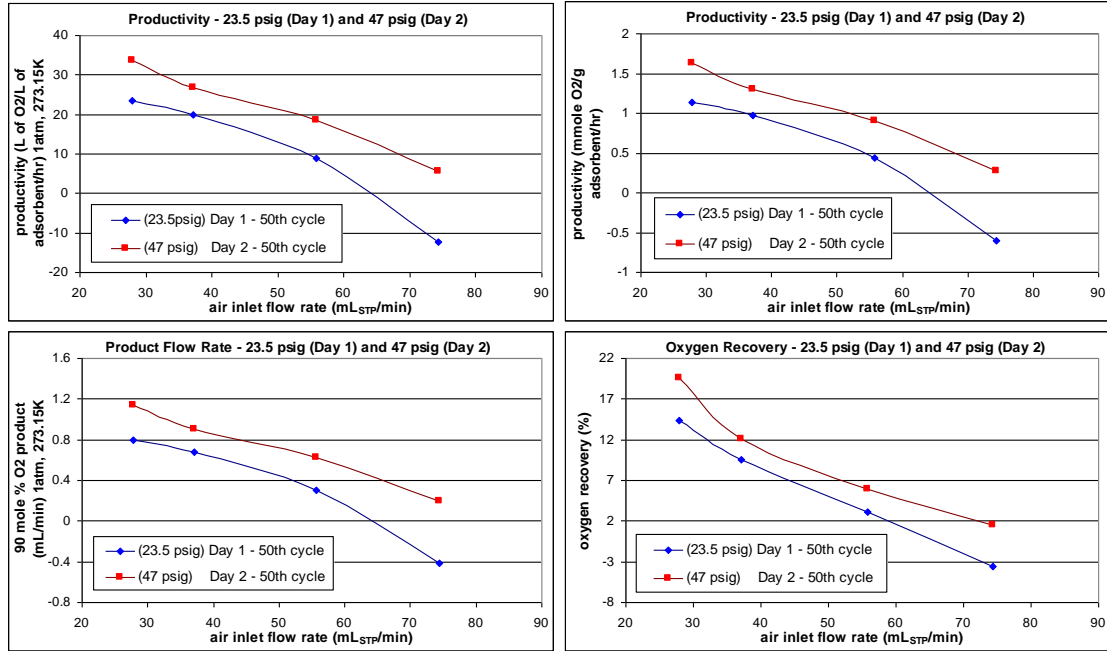 Productivity - 23.5 psig (Day 1) and 47 psig (Day 2)
productivity (L of O2/L of
adsorbent/hr) 1atm, 273.15K
40
30
20
10
0
-10
-20
(23.5psig) Day 1 - 50th cycle
(47 psig) Day 2 - 50th cycle
20 30 40 50 60 70 80 90
air inlet flow rate (mLSTP/min)
Productivity - 23.5 psig (Day 1) and 47 psig (Day 2)
productivity (mmole O2/g
adsorbent/hr)
2
1.5
1
0.5
0
-0.5
-1
(23.5 psig) Day 1 - 50th cycle
(47 psig) Day 2 - 50th cycle
20 30 40 50 60 70 80 90
air inlet flow rate (mLSTP/min)
Product Flow Rate - 23.5 psig (Day 1) and 47 psig (Day 2)
90 mole % O2 product
(mL/min) 1atm, 273.15K
1.6
1.2
0.8
0.4
0
-0.4
-0.8
(23.5 psig) Day 1 - 50th cycle
(47 psig) Day 2 - 50th cycle
20 30 40 50 60 70 80 90
air inlet flow rate (mLSTP/min)
Oxygen Recovery - 23.5 psig (Day 1) and 47 psig (Day 2)
oxygen recovery (%)
22
17
12
7
2
-3
-8
(23.5 psig) Day 1 - 50th cycle
(47 psig) Day 2 - 50th cycle
20 30 40 50 60 70 80 90
air inlet flow rate (mLSTP/min)